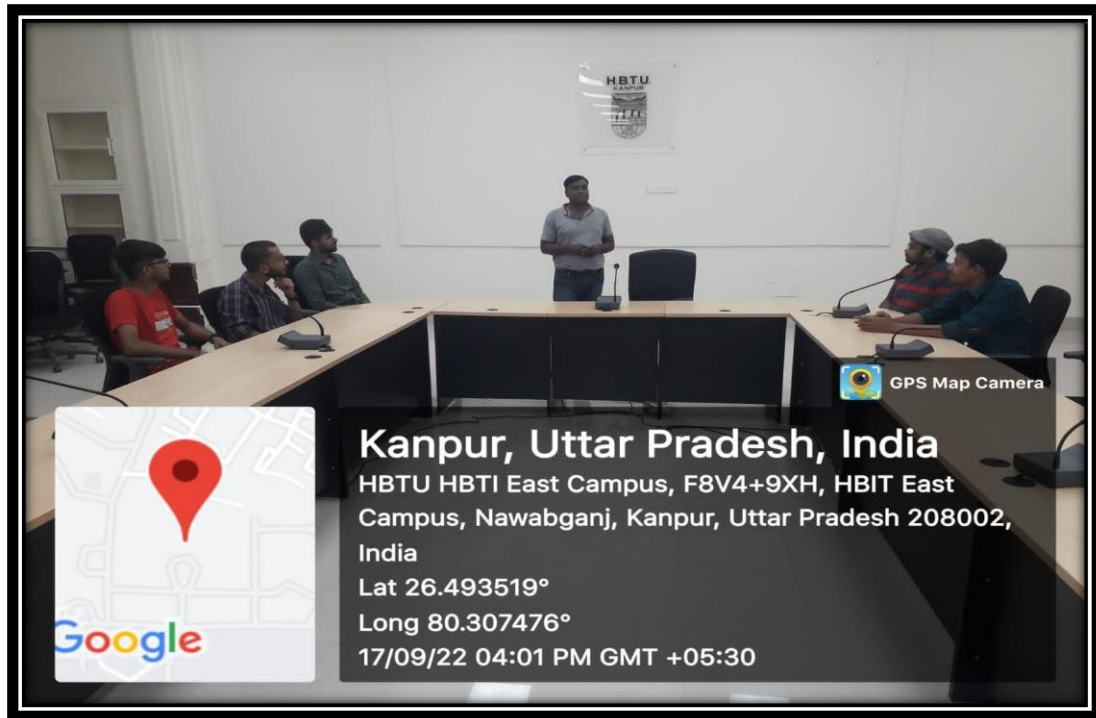 H.B.T.U.
KANPUR
GPS Map Camera
Kanpur, Uttar Pradesh, India
HBTU HBTI East Campus, F8V4+9XH, HBIT East
Campus, Nawabganj, Kanpur, Uttar Pradesh 208002,
India
Lat 26.493519°
Long 80.307476°
17/09/22 04:01 PM GMT +05:30
Google